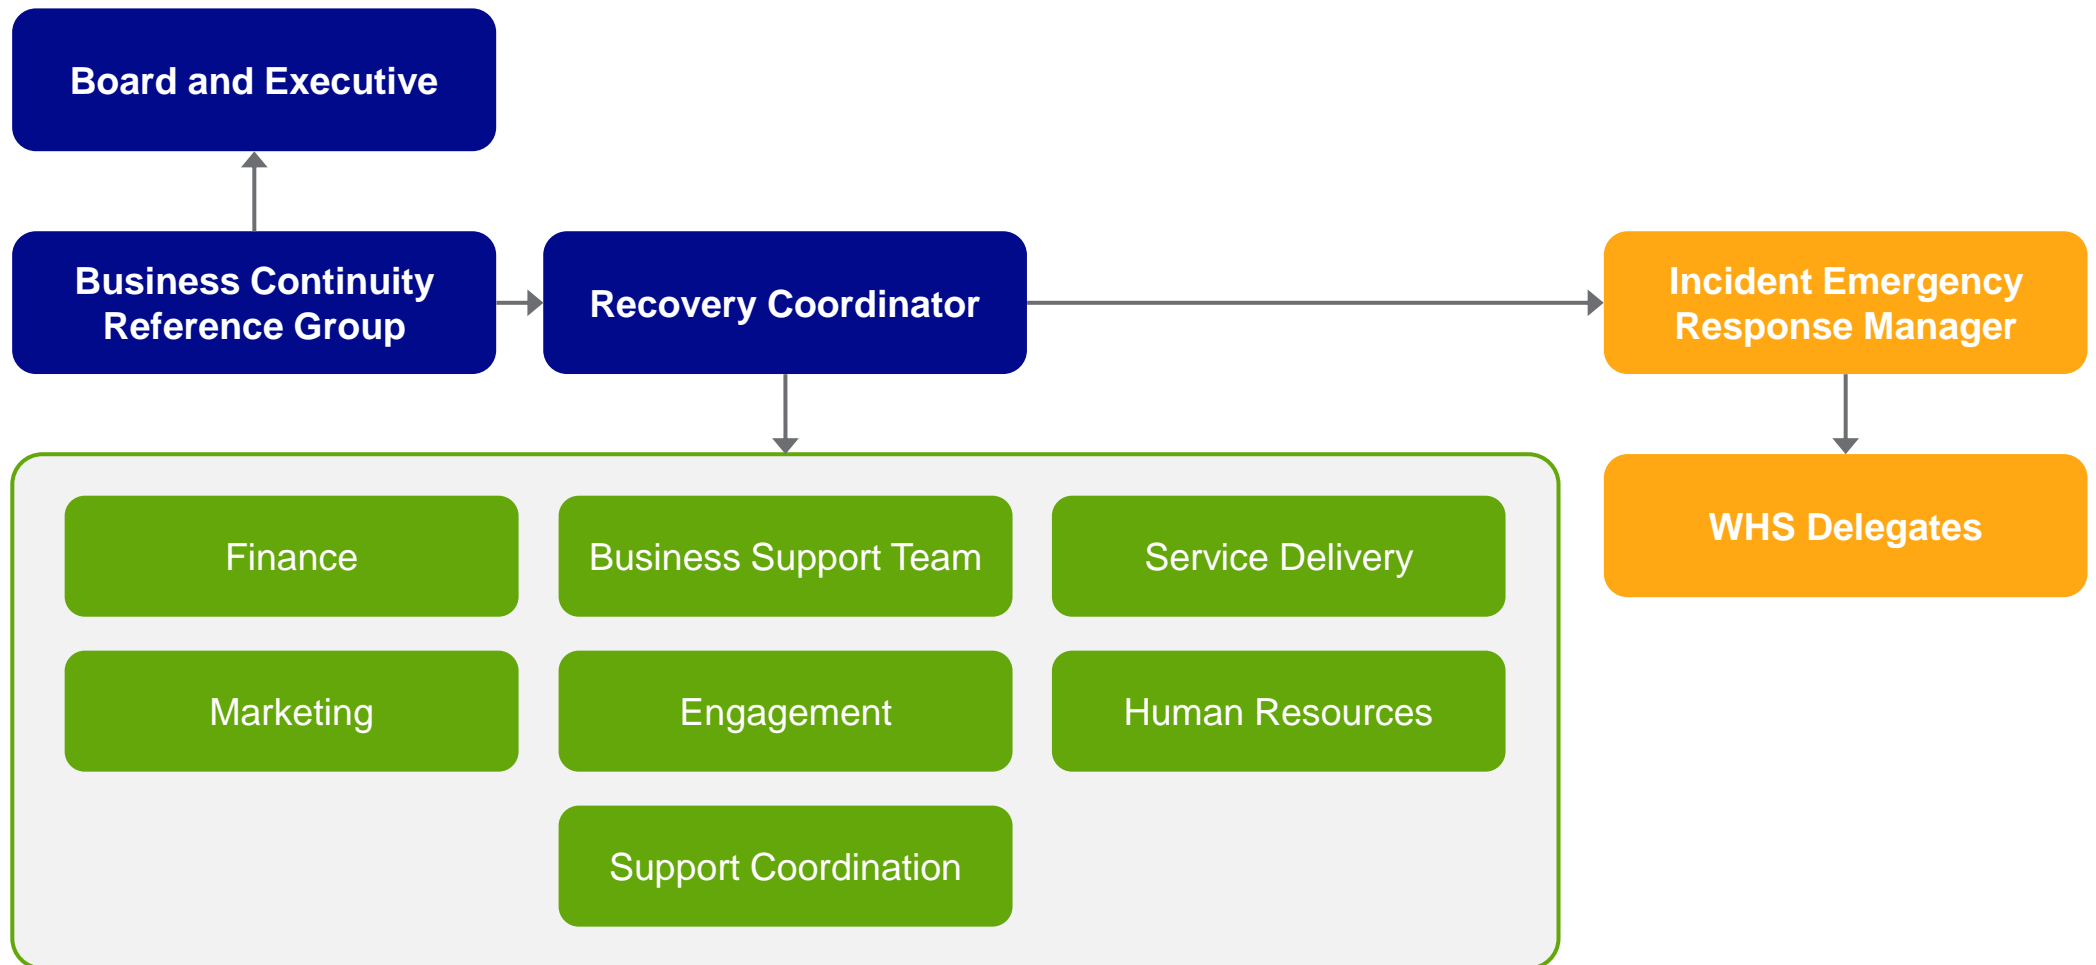 Board and Executive
Business Continuity
Reference Group
Recovery Coordinator
Incident Emergency
Response Manager
Finance
Business Support Team
Service Delivery
WHS Delegates
Marketing
Engagement
Human Resources
Support Coordination